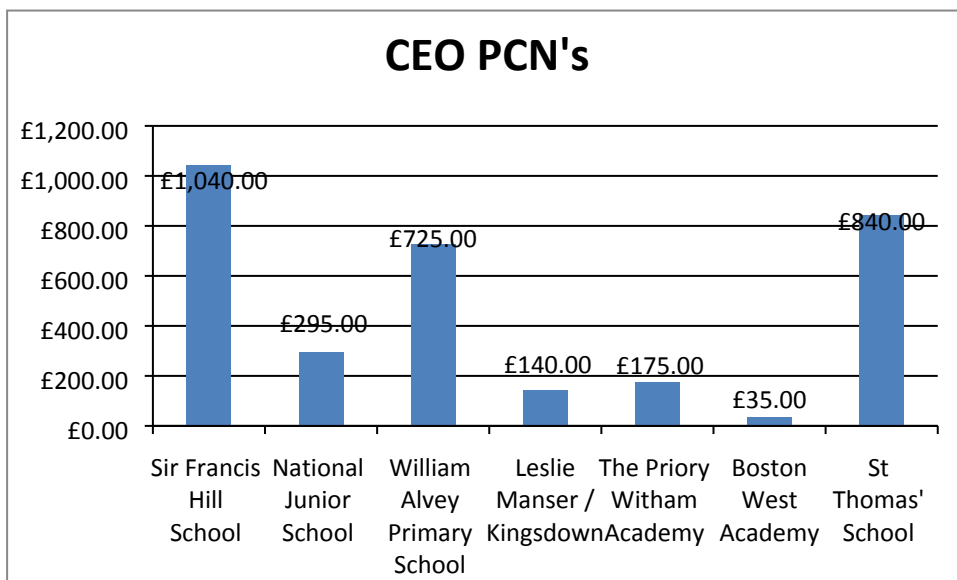 CEO PCN's
£1,200.00
£1,000.00
£800.00
£600.00
£400.00
£200.00
£0.00
£1,040.00
£295.00
£725.00
£140.00
£175.00
£35.00
£840.00
Sir Francis
Hill
School
National
Junior
School
William
Alvey
Primary
School
Leslie
Manser /
Kingsdown
The Priory
Witham
Academy
Boston
West
Academy
St
Thomas'
School